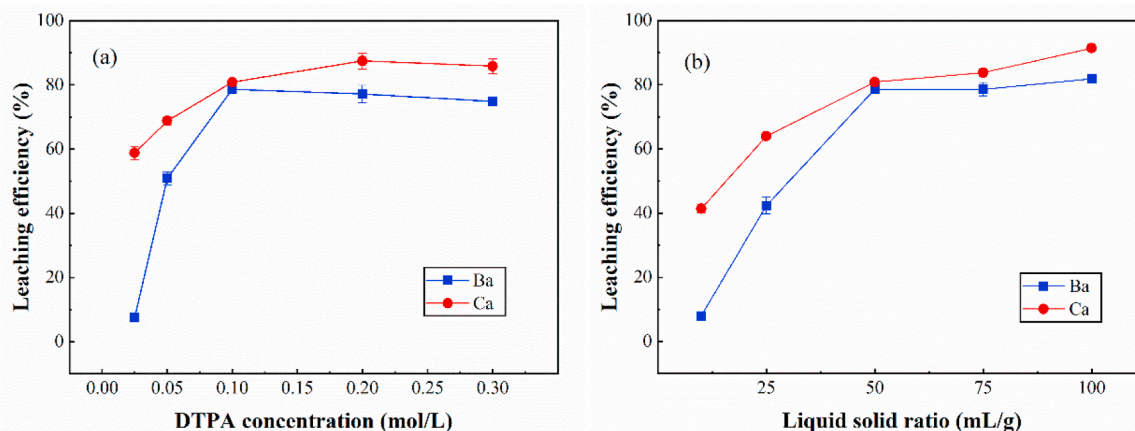 (a)
Leaching efficiency (%)
100
80
60
40
20
0
Ba
Ca
0.00 0.05 0.10 0.15 0.20 0.25 0.30
DTPA concentration (mol/L)
(b)
Leaching efficiency (%)
100
80
60
40
20
0
Ba
Ca
25 50 75 100
Liquid solid ratio (mL/g)